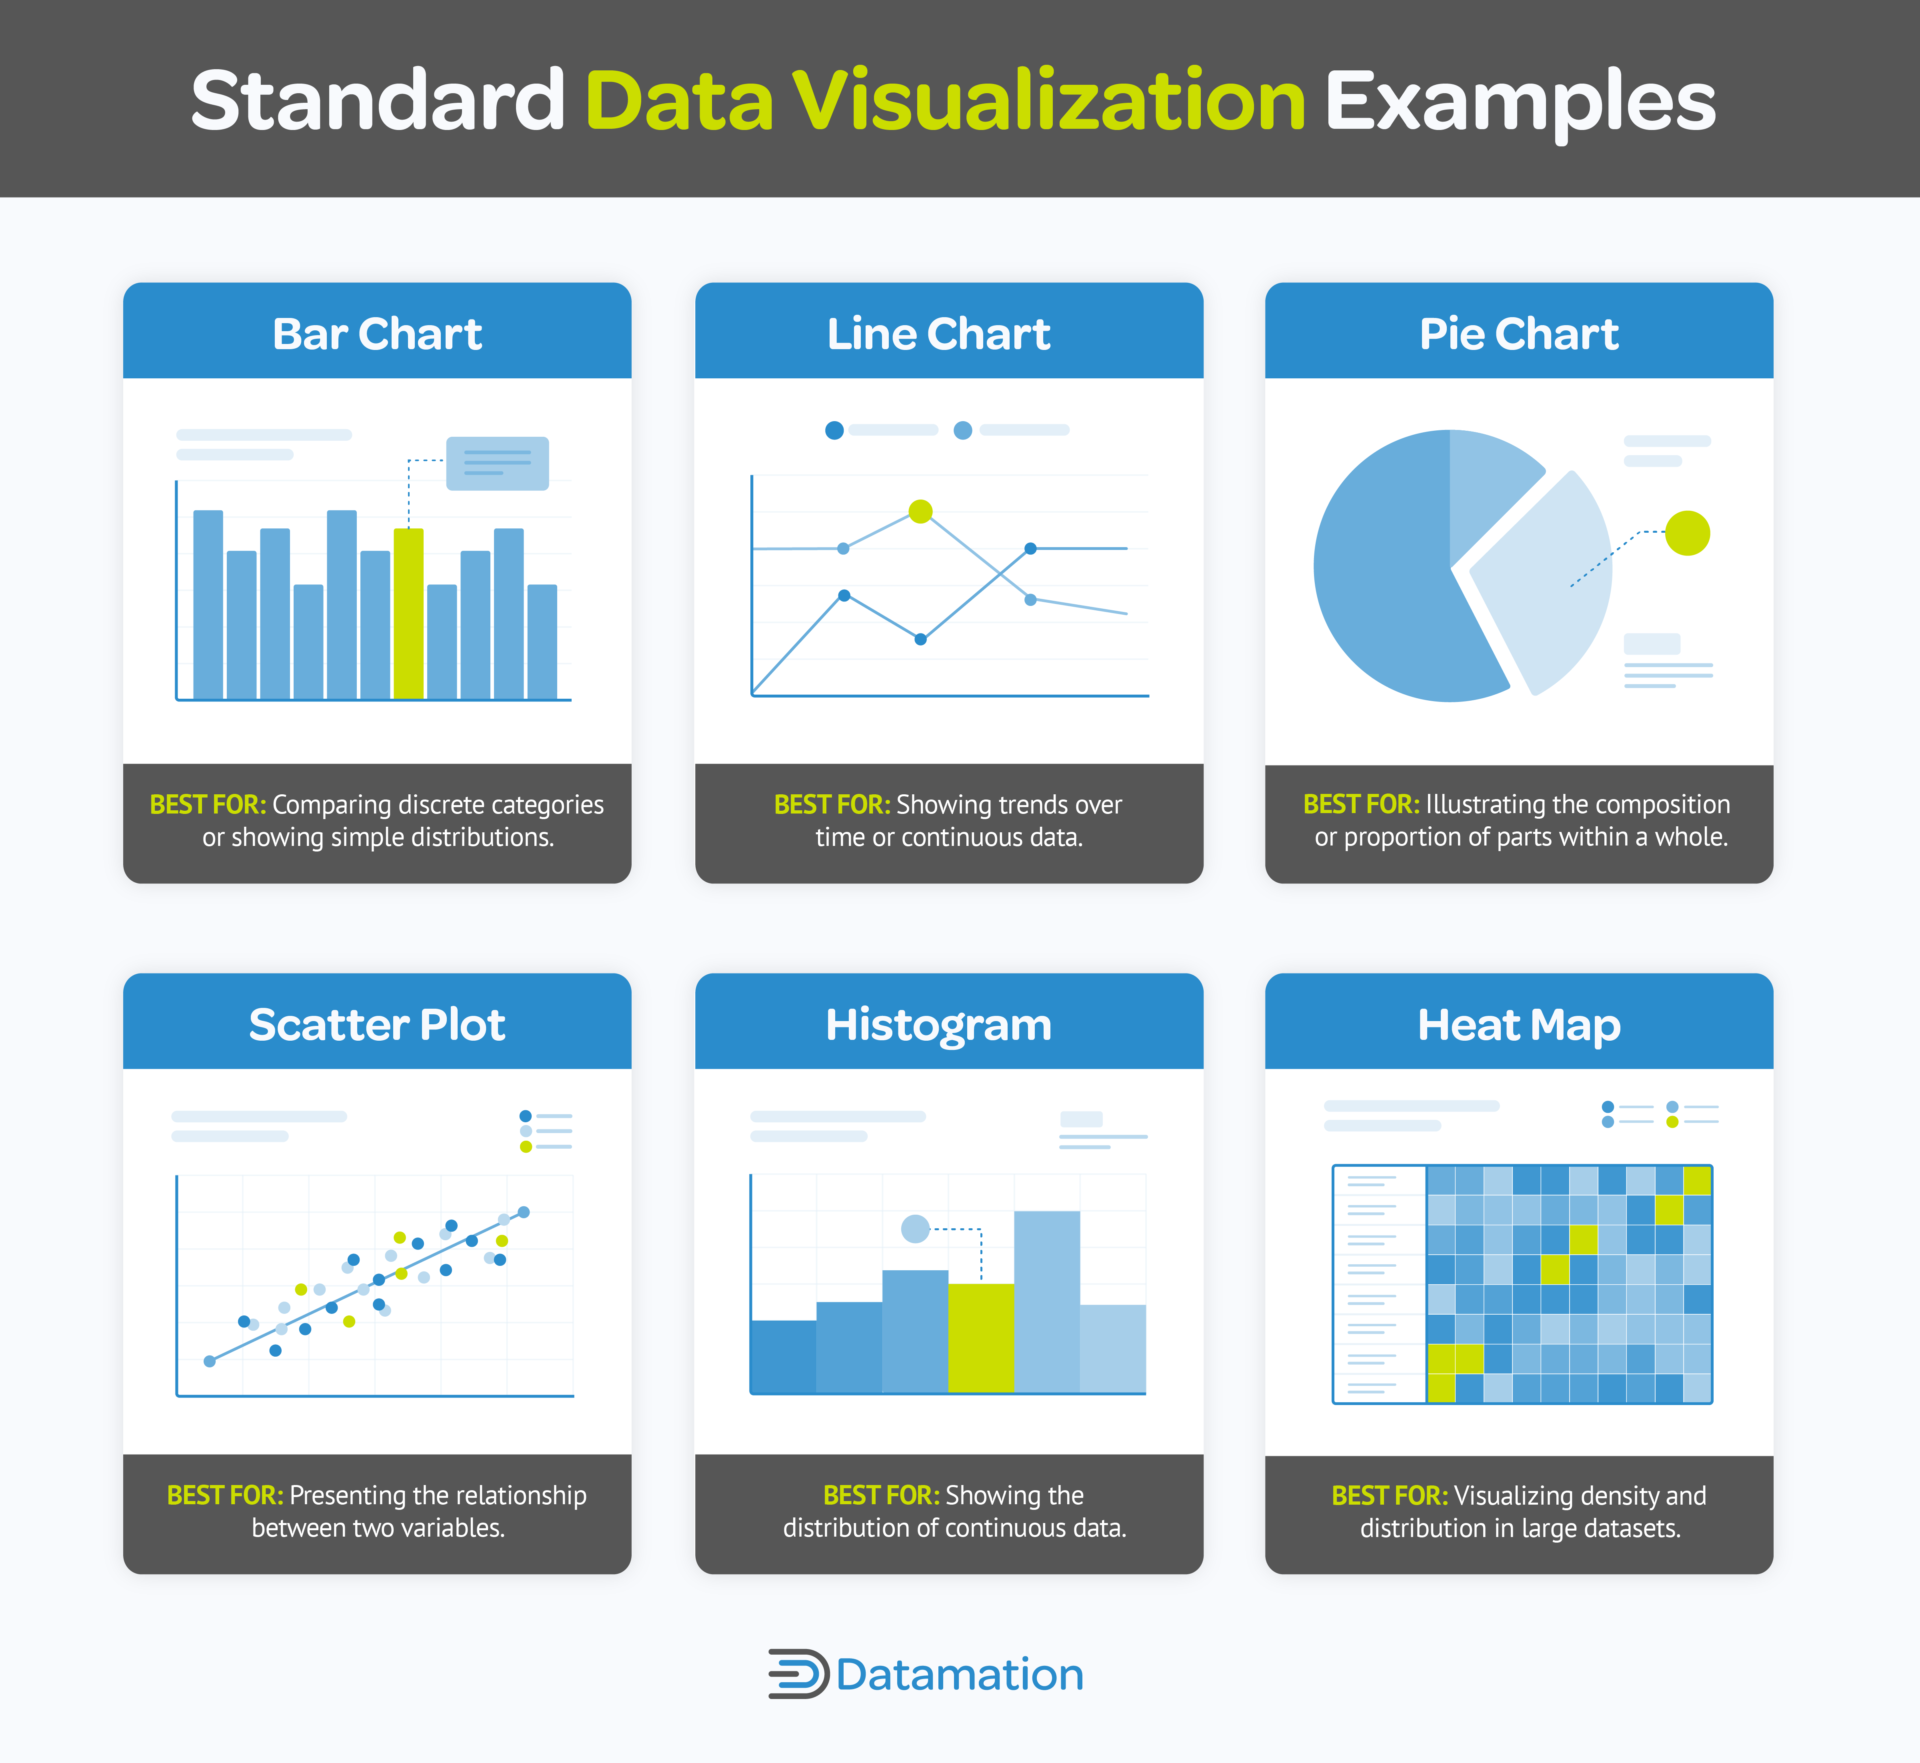 Standard Data Visualization Examples
Bar Chart
BEST FOR: Comparing discrete categories
or showing simple distributions.
Line Chart
BEST FOR: Showing trends over
time or continuous data.
Pie Chart
BEST FOR: Illustrating the composition
or proportion of parts within a whole.
Scatter Plot
BEST FOR: Presenting the relationship
between two variables.
Histogram
BEST FOR: Showing the
distribution of continuous data.
Heat Map
BEST FOR: Visualizing density and
distribution in large datasets.
Datamation